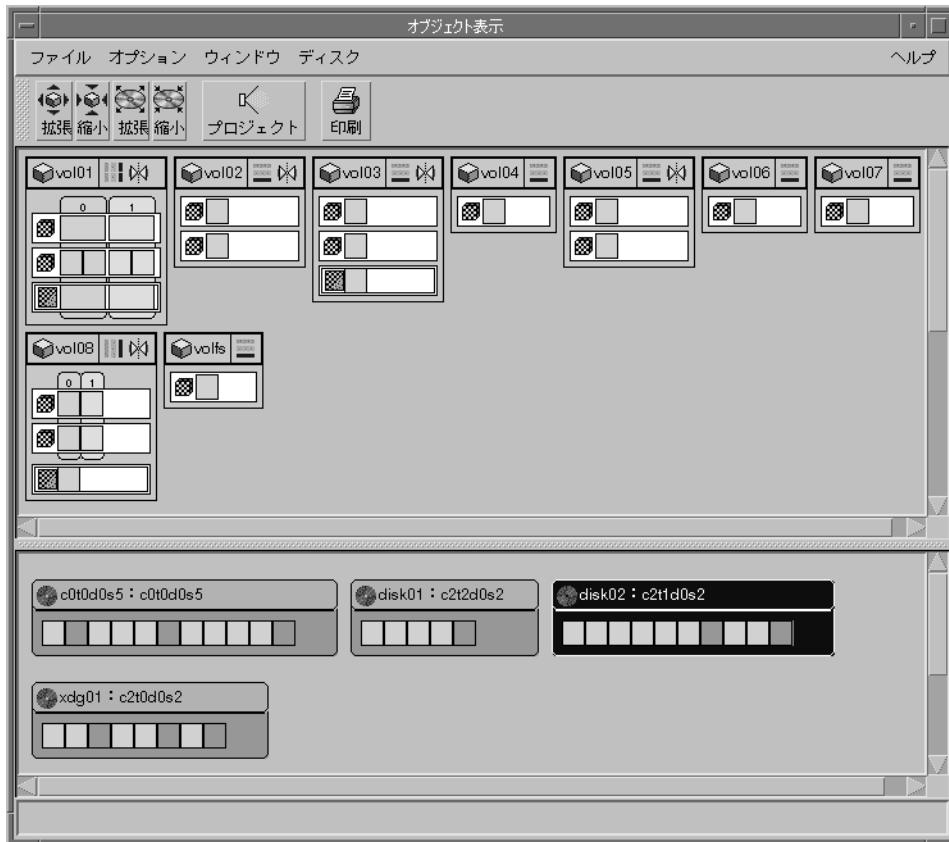 オブジェクト表示
ファイル オプション ウィンドウ ディスク ヘルプ
拡張 縮小 拡張 縮小 プロジェクト 印刷
vol01 vol02 vol03 vol04 vol05 vol06 vol07
0 1
vol08 volfs
0 1
c0t0d0s5：c0t0d0s5 disk01：c2t2d0s2 disk02：c2t1d0s2
xdg01：c2t0d0s2